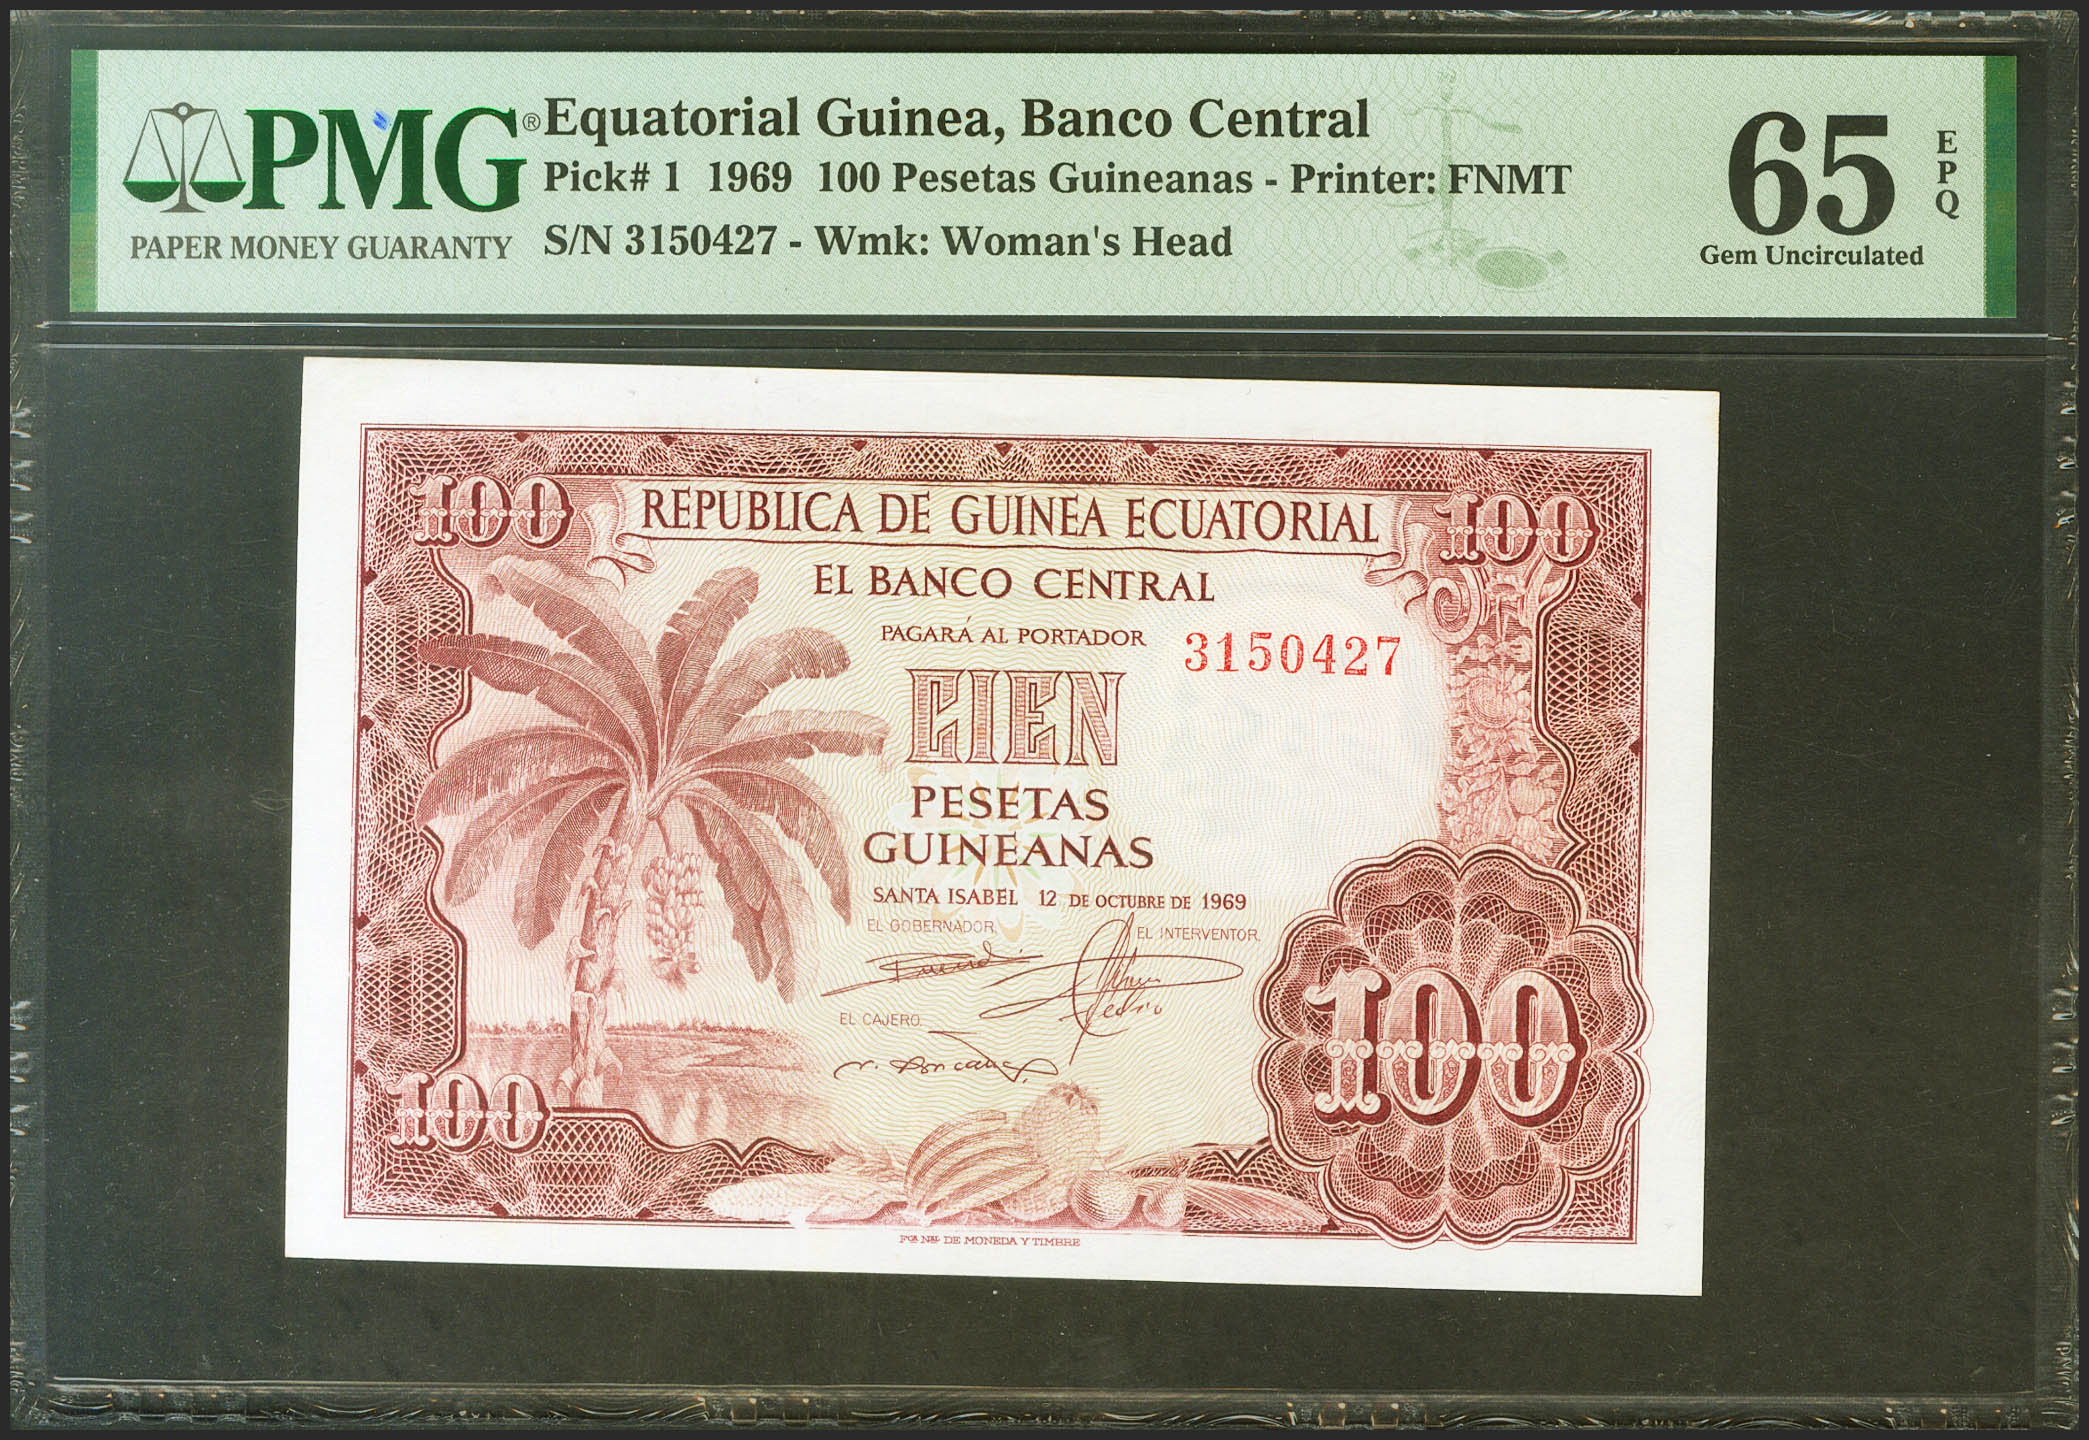 PMG®
PAPER MONEY GUARANTY
Equatorial Guinea, Banco Central
Pick# 1 1969 100 Pesetas Guineanas - Printer: FNMT
S/N 3150427 - Wmk: Woman's Head
65
EPQ
Gem Uncirculated
100
REPUBLICA DE GUINEA ECUATORIAL
100
EL BANCO CENTRAL
PAGARÁ AL PORTADOR
3150427
CIEN
PESETAS
GUINEANAS
SANTA ISABEL 12 DE OCTUBRE DE 1969
EL GOBERNADOR,
EL INTERVENTOR.
EL CAJERO.
100
100
FCA NAL DE MONEDA Y TIMBRE